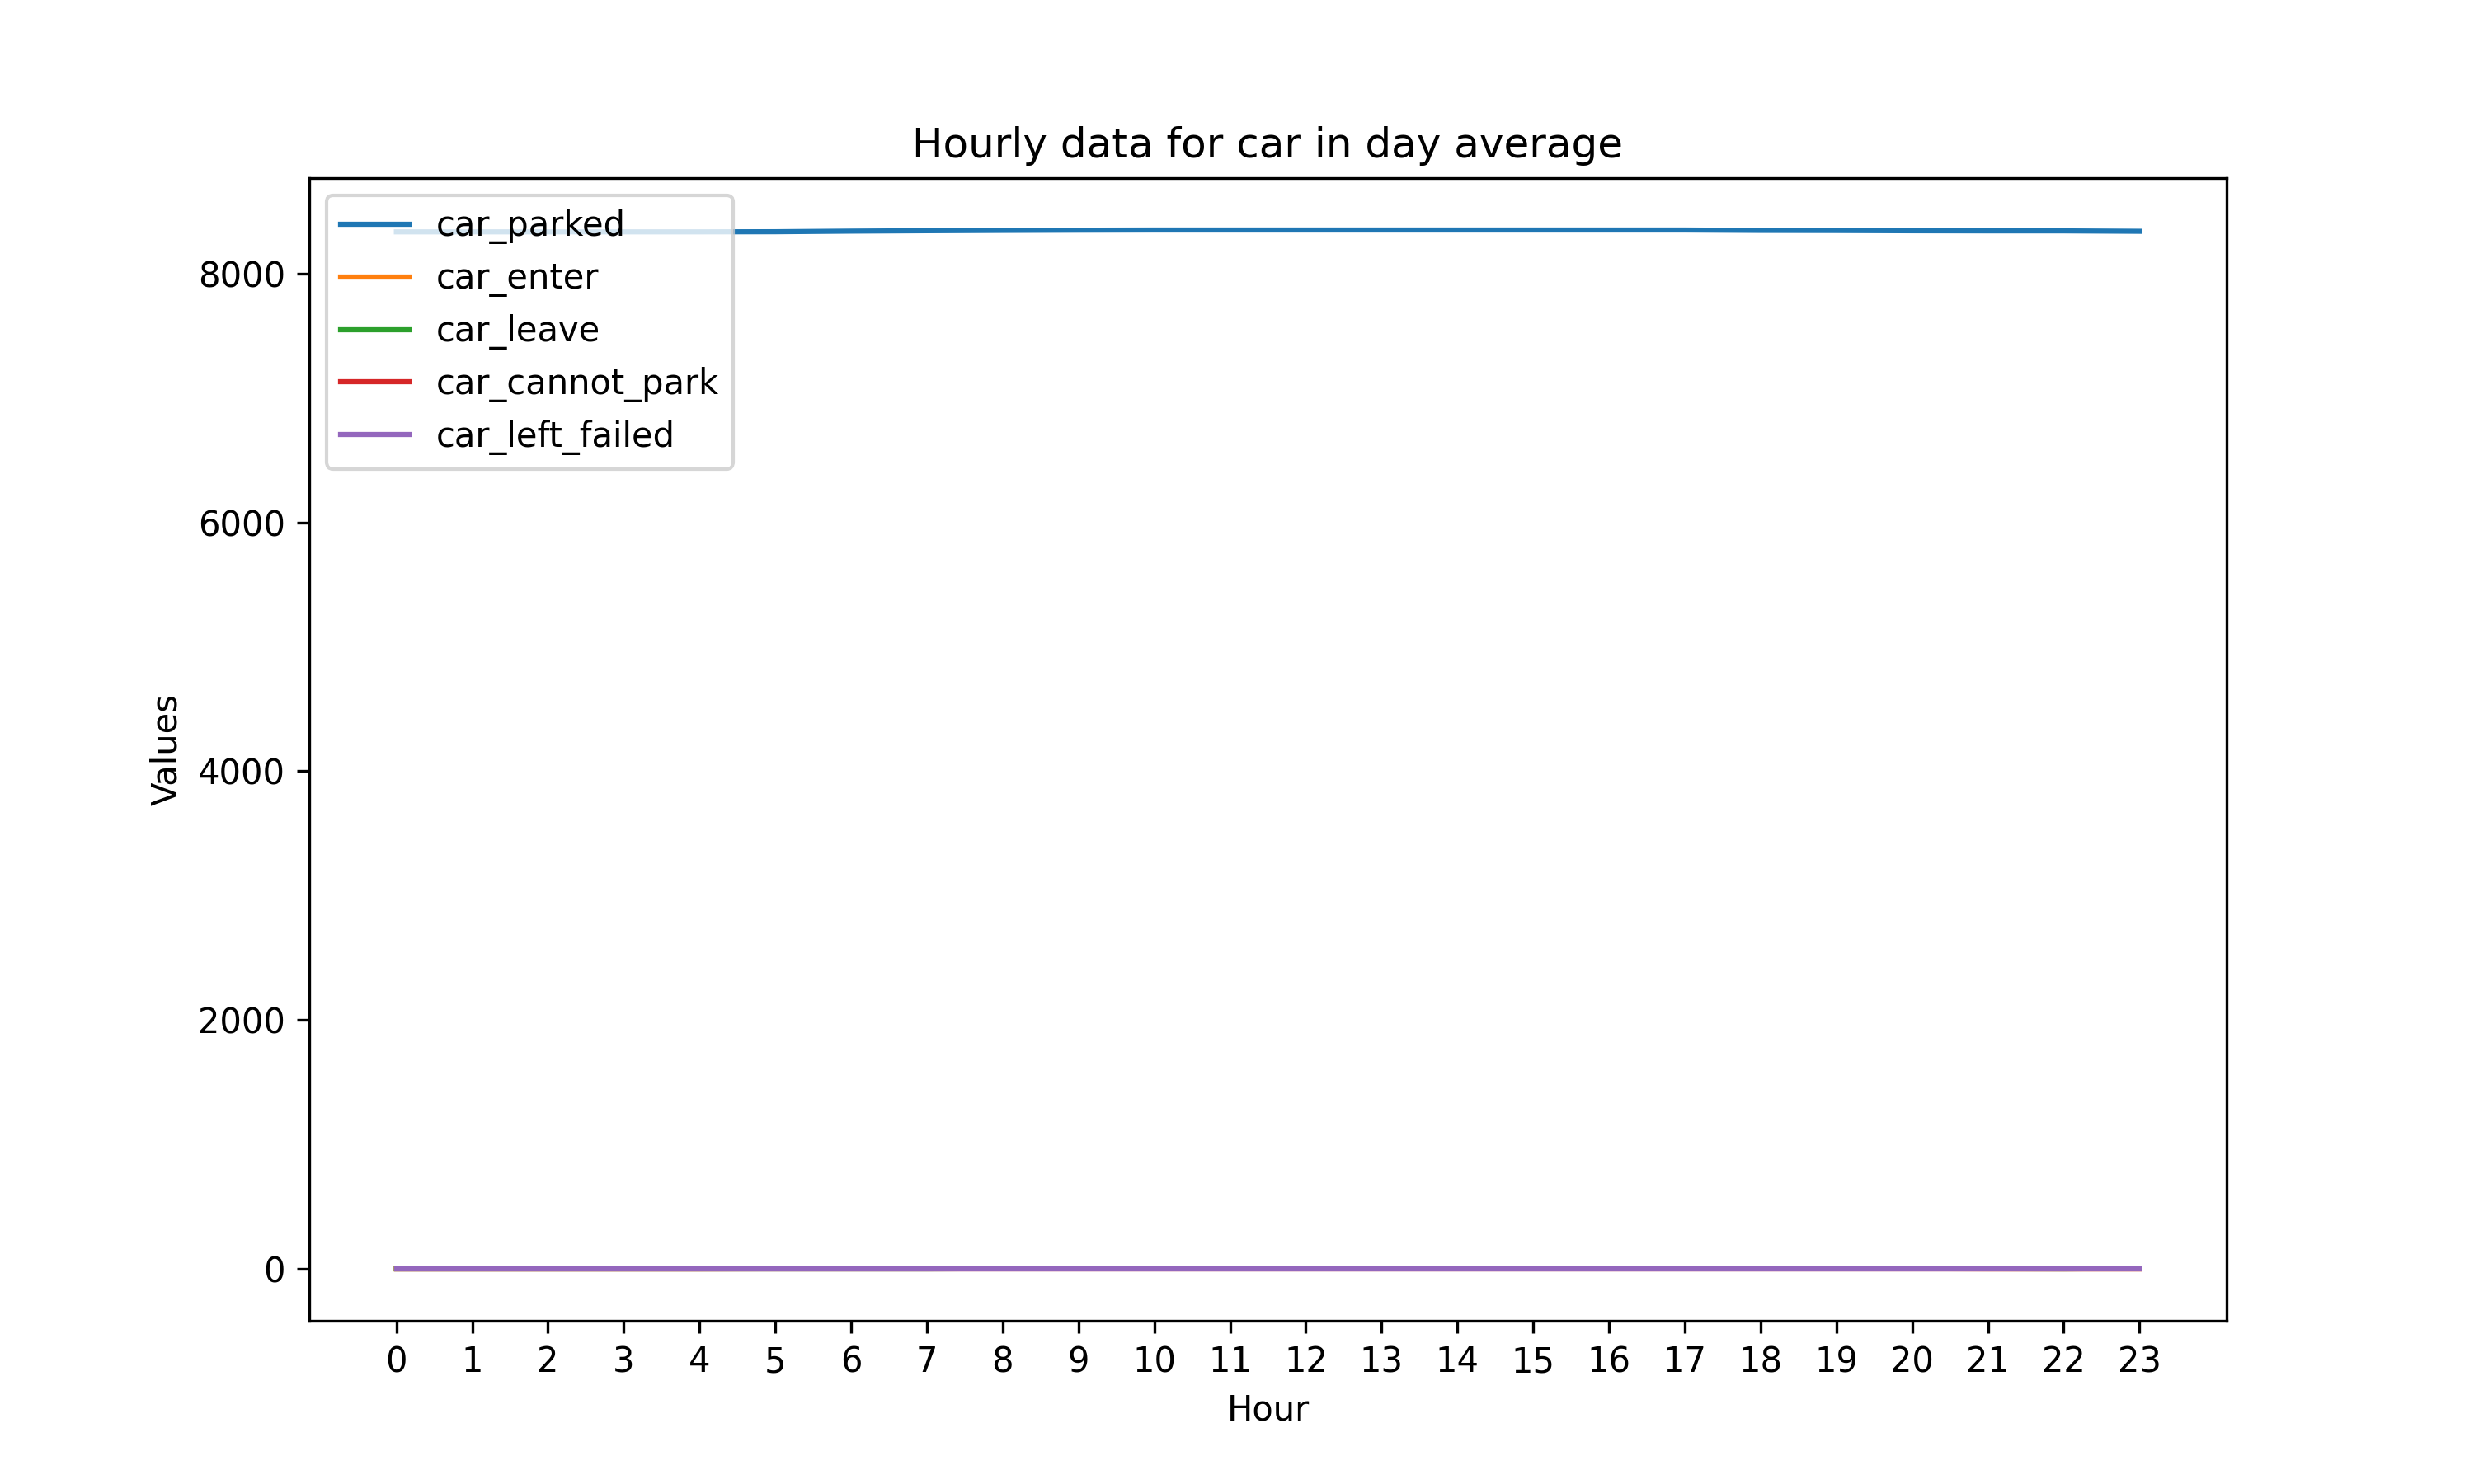 Hourly data for car in day average
car_parked
car_enter
car_leave
car_cannot_park
car_left_failed
8000
6000
4000
2000
0
Values
0 1 2 3 4 5 6 7 8 9 10 11 12 13 14 15 16 17 18 19 20 21 22 23
Hour